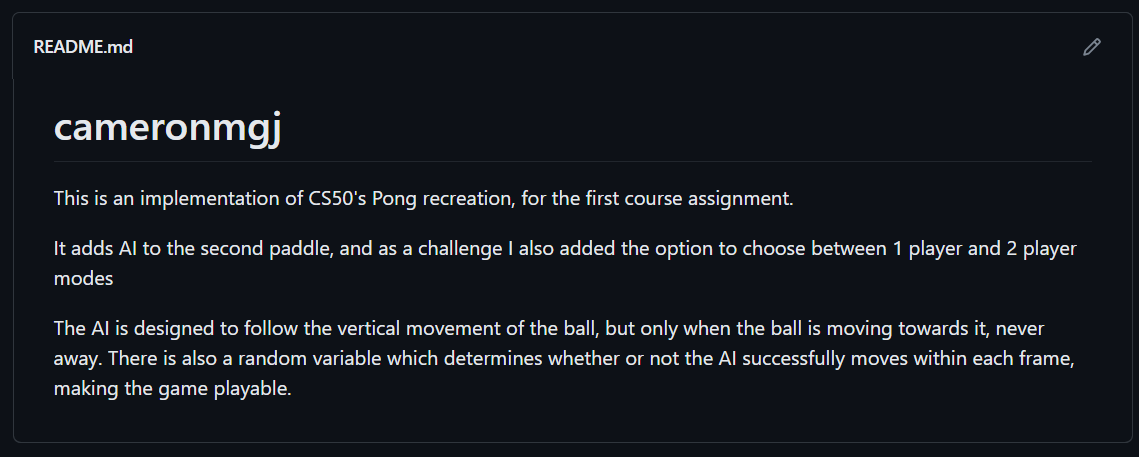 README.md
cameronmgj
This is an implementation of CS50's Pong recreation, for the first course assignment.
It adds AI to the second paddle, and as a challenge I also added the option to choose between 1 player and 2 player
modes
The AI is designed to follow the vertical movement of the ball, but only when the ball is moving towards it, never
away. There is also a random variable which determines whether or not the AI successfully moves within each frame,
making the game playable.